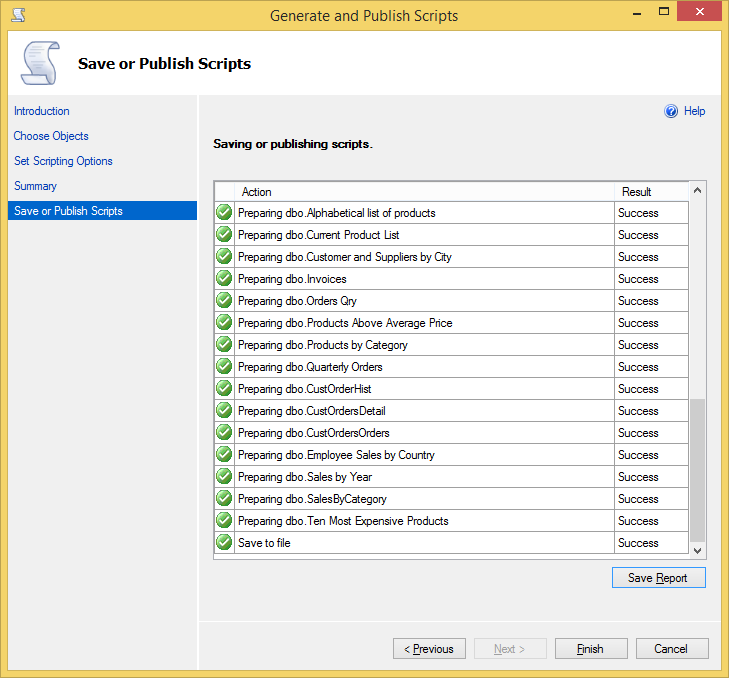 Generate and Publish Scripts
Save or Publish Scripts
Introduction
Choose Objects
Set Scripting Options
Summary
Save or Publish Scripts
Help
Saving or publishing scripts.
Action Result
Preparing dbo.Alphabetical list of products Success
Preparing dbo.Current Product List Success
Preparing dbo.Customer and Suppliers by City Success
Preparing dbo.Invoices Success
Preparing dbo.Orders Qry Success
Preparing dbo.Products Above Average Price Success
Preparing dbo.Products by Category Success
Preparing dbo.Quarterly Orders Success
Preparing dbo.CustOrderHist Success
Preparing dbo.CustOrdersDetail Success
Preparing dbo.CustOrdersOrders Success
Preparing dbo.Employee Sales by Country Success
Preparing dbo.Sales by Year Success
Preparing dbo.SalesByCategory Success
Preparing dbo.Ten Most Expensive Products Success
Save to file Success
Save Report
< Previous Next > Finish Cancel